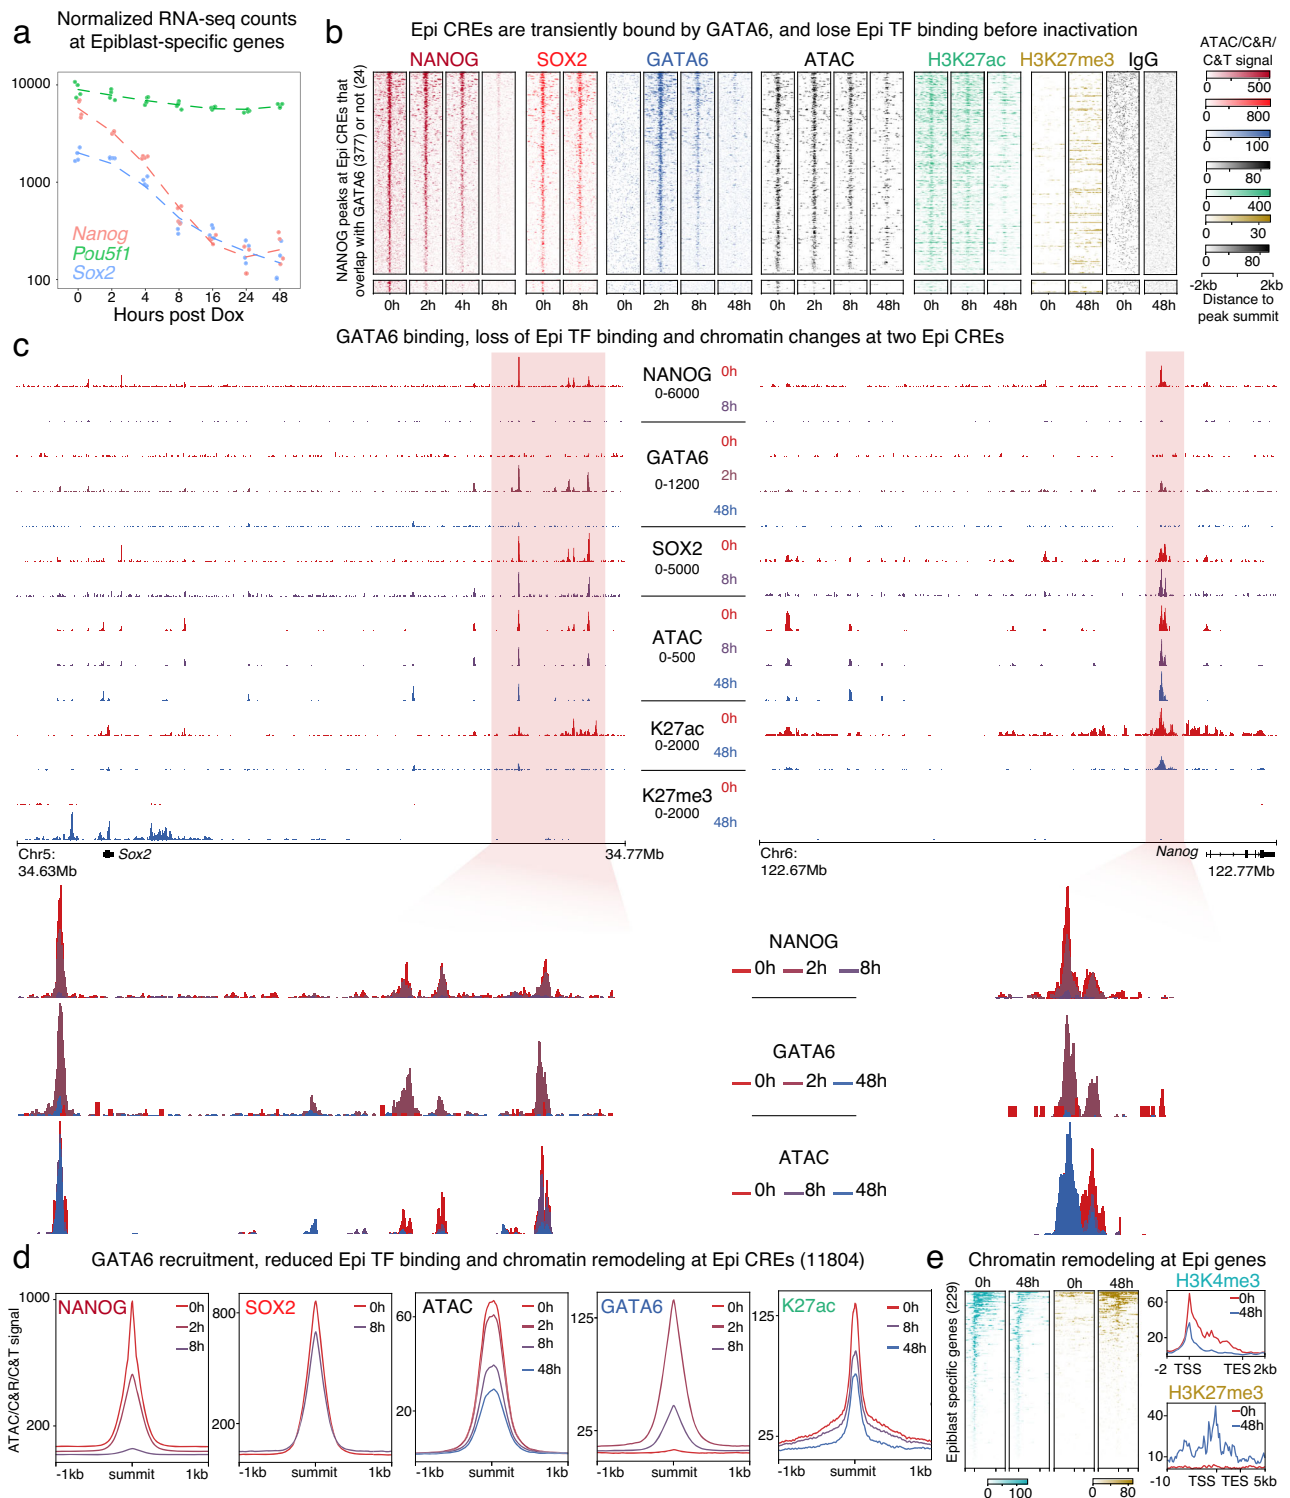 a
Normalized RNA-seq counts
at Epiblast-specific genes
10000
1000
100
Nanog
Pou5f1
Sox2
0 2 4 8 16 24 48
Hours post Dox
b
Epi CREs are transiently bound by GATA6, and lose Epi TF binding before inactivation
NANOG SOX2 GATA6 ATAC H3K27ac H3K27me3 IgG
NANOG peaks at Epi CREs that
overlap with GATA6 (377) or not (24)
0h 2h 4h 8h 0h 8h 0h 2h 8h 48h 0h 2h 8h 48h 0h 8h 48h 0h 48h 0h 48h
ATAC/C&R/
C&T signal
0 500
0 800
0 100
0 80
0 400
0 30
0 80
-2kb 2kb
Distance to
peak summit
c
GATA6 binding, loss of Epi TF binding and chromatin changes at two Epi CREs
NANOG
0-6000
0h
8h
GATA6
0-1200
0h
2h
48h
SOX2
0-5000
0h
8h
ATAC
0-500
0h
8h
48h
K27ac
0-2000
0h
48h
K27me3
0-2000
0h
48h
Chr5:
34.63Mb
Sox2
34.77Mb
Chr6:
122.67Mb
Nanog
122.77Mb
NANOG
0h 2h 8h
GATA6
0h 2h 48h
ATAC
0h 8h 48h
d
GATA6 recruitment, reduced Epi TF binding and chromatin remodeling at Epi CREs (11804)
ATAC/C&R/C&T signal
NANOG
0h
2h
8h
1000
200
-1kb summit 1kb
SOX2
0h
8h
800
200
-1kb summit 1kb
ATAC
0h
2h
8h
48h
60
20
-1kb summit 1kb
GATA6
0h
2h
8h
125
25
-1kb summit 1kb
K27ac
0h
8h
48h
125
25
-1kb summit 1kb
e
Chromatin remodeling at Epi genes
Epiblast specific genes (229)
0h 48h 0h 48h
0 100
0 80
H3K4me3
0h
48h
60
20
-2 TSS TES 2kb
H3K27me3
0h
48h
40
10
-10 TSS TES 5kb